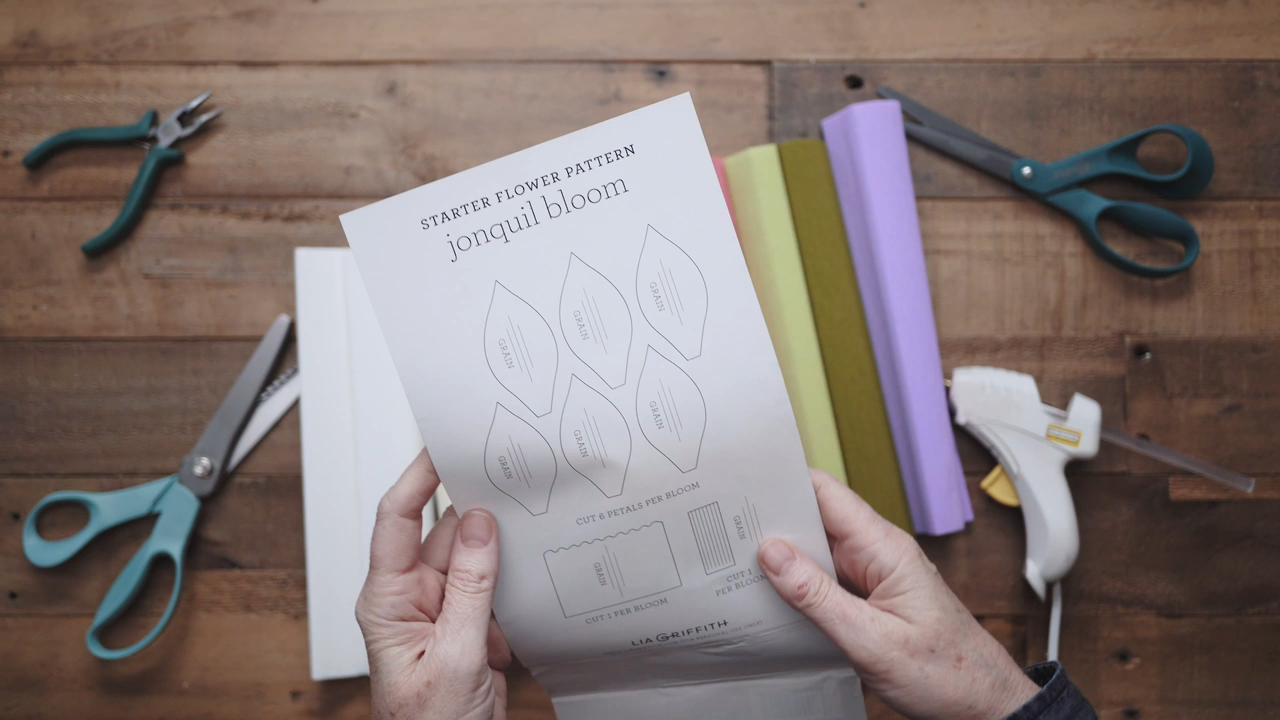 STARTER FLOWER PATTERN
jonquil bloom
GRAIN
GRAIN
GRAIN
GRAIN
GRAIN
GRAIN
CUT 6 PETALS PER BLOOM
GRAIN
GRAIN
CUT 1 PER BLOOM
CUT 1
PER BLOOM
LIA GRIFFITH